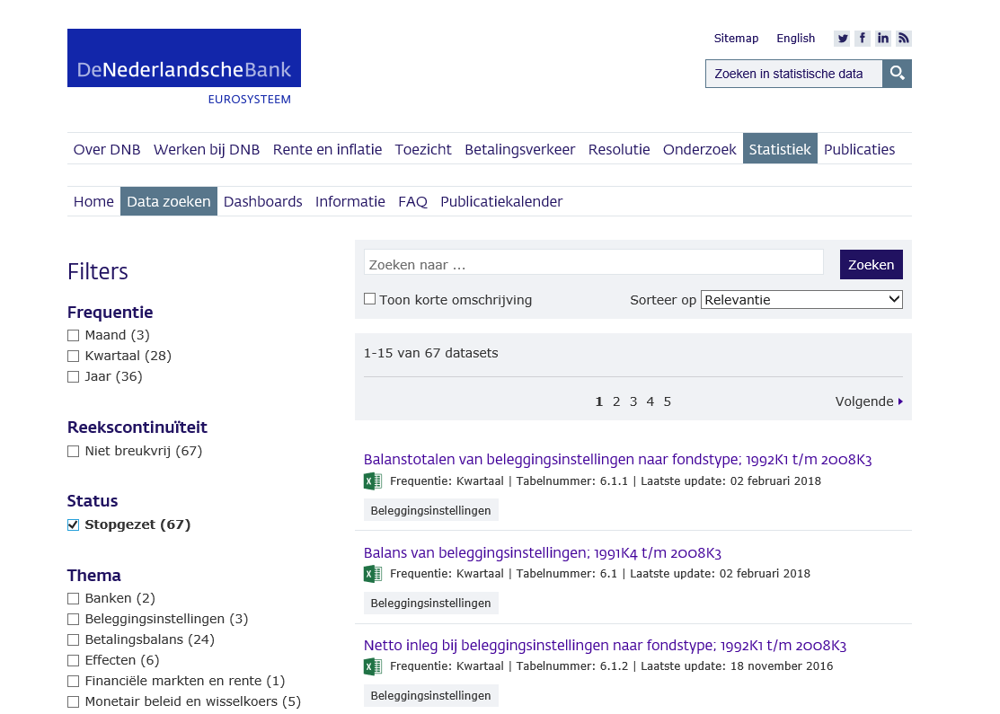 DeNederlandscheBank
EUROSYSTEEM
Sitemap English
Zoeken in statistische data
Over DNB Werken bij DNB Rente en inflatie Toezicht Betalingsverkeer Resolutie Onderzoek Statistiek Publicaties
Home Data zoeken Dashboards Informatie FAQ Publicatiekalender
Filters
Frequentie
Maand (3)
Kwartaal (28)
Jaar (36)
Reekscontinuïteit
Niet breukvrij (67)
Status
Stopgezet (67)
Thema
Banken (2)
Beleggingsinstellingen (3)
Betalingsbalans (24)
Effecten (6)
Financiële markten en rente (1)
Monetair beleid en wisselkoers (5)
Zoeken naar ... Zoeken
Toon korte omschrijving Sorteer op Relevantie
1-15 van 67 datasets
1 2 3 4 5 Volgende
Balanstotalen van beleggingsinstellingen naar fondstype; 1992K1 t/m 2008K3
Frequentie: Kwartaal | Tabelnummer: 6.1.1 | Laatste update: 02 februari 2018
Beleggingsinstellingen
Balans van beleggingsinstellingen; 1991K4 t/m 2008K3
Frequentie: Kwartaal | Tabelnummer: 6.1 | Laatste update: 02 februari 2018
Beleggingsinstellingen
Netto inleg bij beleggingsinstellingen naar fondstype; 1992K1 t/m 2008K3
Frequentie: Kwartaal | Tabelnummer: 6.1.2 | Laatste update: 18 november 2016
Beleggingsinstellingen